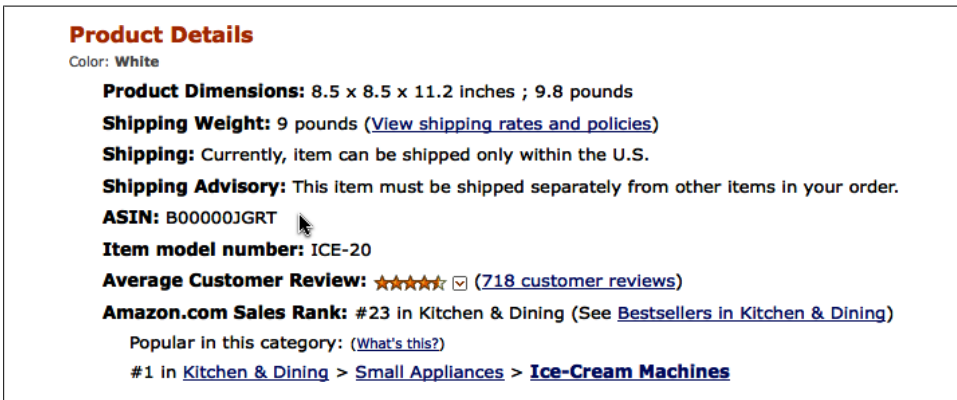 Product Details
Color: White
Product Dimensions: 8.5 x 8.5 x 11.2 inches ; 9.8 pounds
Shipping Weight: 9 pounds (View shipping rates and policies)
Shipping: Currently, item can be shipped only within the U.S.
Shipping Advisory: This item must be shipped separately from other items in your order.
ASIN: B00000JGRT
Item model number: ICE-20
Average Customer Review: (718 customer reviews)
Amazon.com Sales Rank: #23 in Kitchen & Dining (See Bestsellers in Kitchen & Dining)
Popular in this category: (What's this?)
#1 in Kitchen & Dining > Small Appliances > Ice-Cream Machines